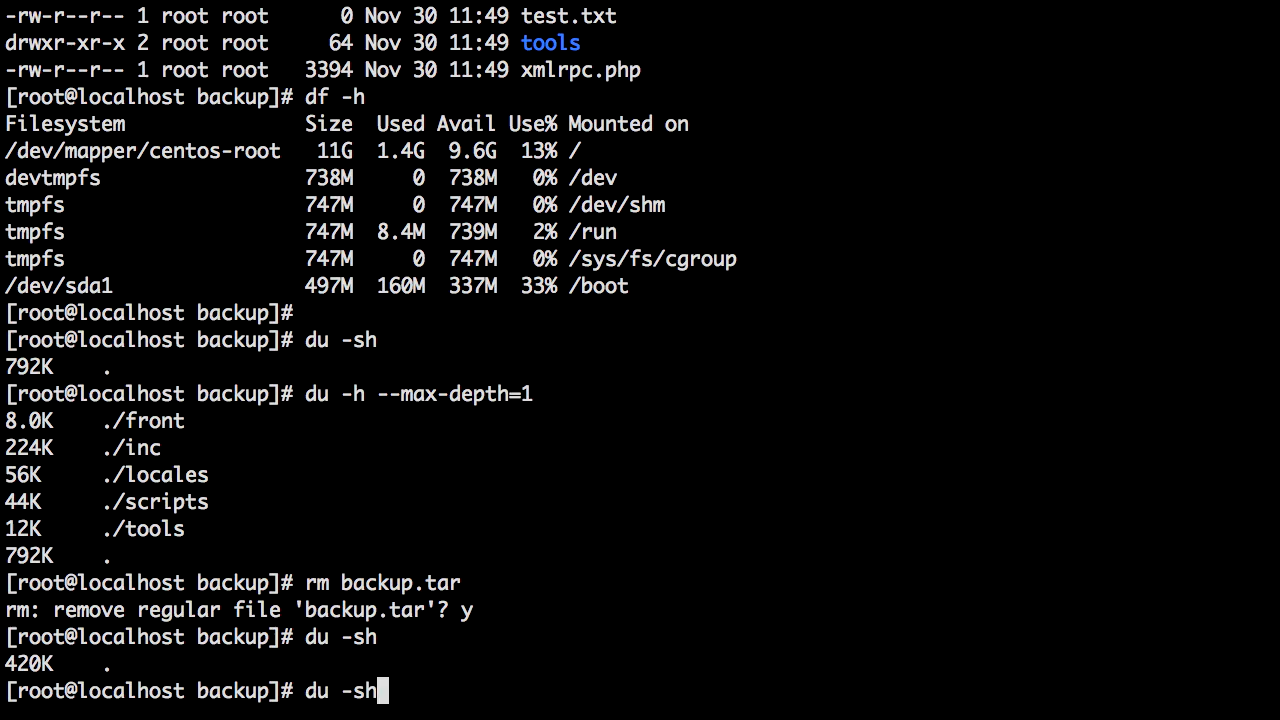 -rw-r--r-- 1 root root      0 Nov 30 11:49 test.txt
drwxr-xr-x 2 root root     64 Nov 30 11:49 tools
-rw-r--r-- 1 root root   3394 Nov 30 11:49 xmlrpc.php
[root@localhost backup]# df -h
Filesystem               Size  Used Avail Use% Mounted on
/dev/mapper/centos-root   11G  1.4G  9.6G  13% /
devtmpfs                 738M     0  738M   0% /dev
tmpfs                    747M     0  747M   0% /dev/shm
tmpfs                    747M  8.4M  739M   2% /run
tmpfs                    747M     0  747M   0% /sys/fs/cgroup
/dev/sda1                497M  160M  337M  33% /boot
[root@localhost backup]#
[root@localhost backup]# du -sh
792K    .
[root@localhost backup]# du -h --max-depth=1
8.0K    ./front
224K    ./inc
56K     ./locales
44K     ./scripts
12K     ./tools
792K    .
[root@localhost backup]# rm backup.tar
rm: remove regular file 'backup.tar'? y
[root@localhost backup]# du -sh
420K    .
[root@localhost backup]# du -sh